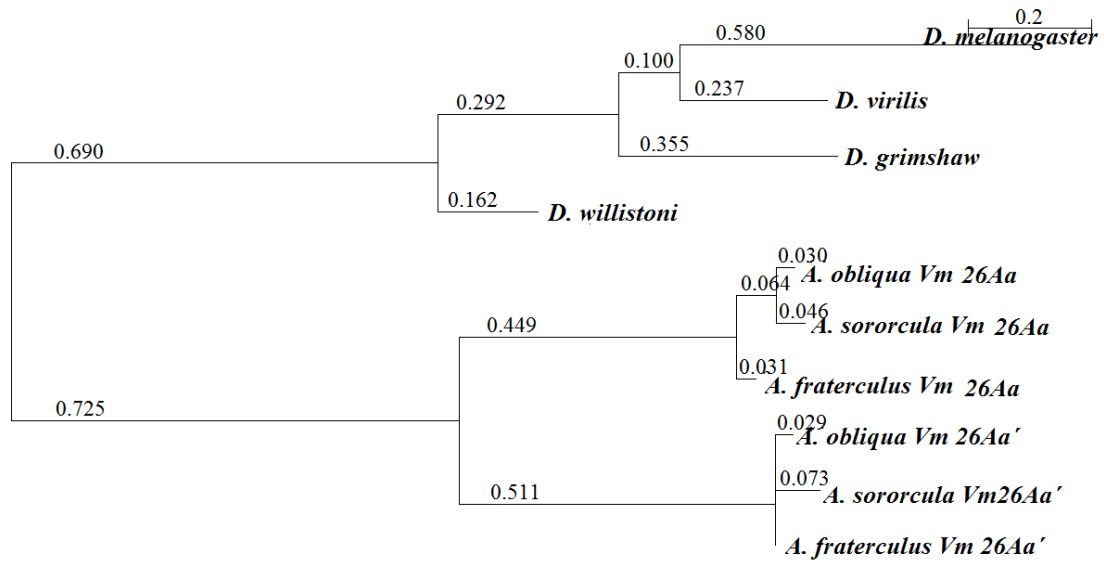 0.2
0.580
D. melanogaster
0.100
0.237
D. virilis
0.292
0.355
D. grimshaw
0.690
0.162
D. willistoni
0.030
A. obliqua Vm 26Aa
0.064
0.046
A. sororcula Vm 26Aa
0.449
0.031
A. fraterculus Vm 26Aa
0.725
0.029
A. obliqua Vm 26Aa´
0.073
A. sororcula Vm26Aa´
0.511
A. fraterculus Vm 26Aa´